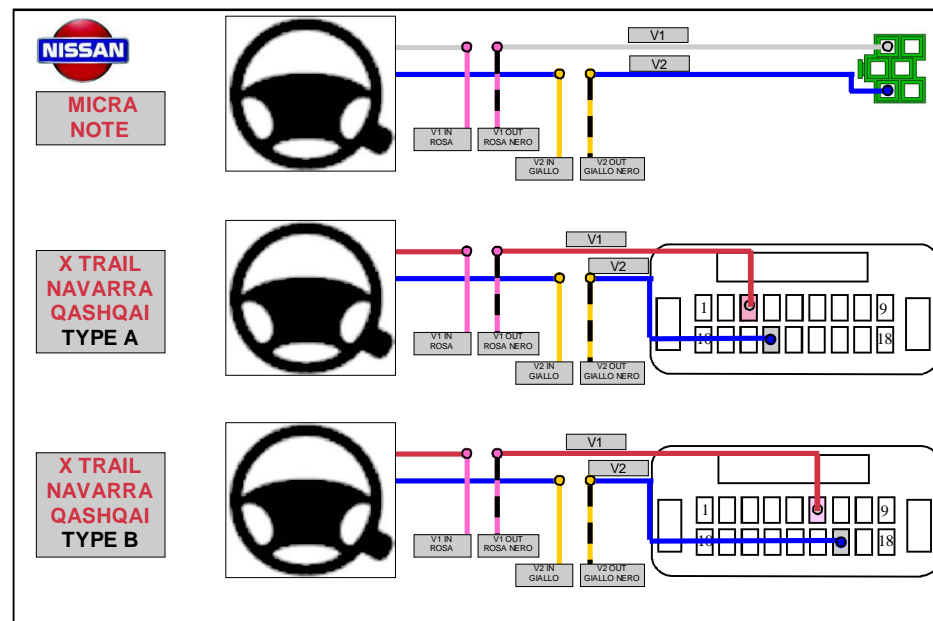 NISSAN
MICRA
NOTE
V1
V2
V1 IN
ROSA
V1 OUT
ROSA NERO
V2 IN
GIALLO
V2 OUT
GIALLO NERO
X TRAIL
NAVARRA
QASHQAI
TYPE A
V1
V2
V1 IN
ROSA
V1 OUT
ROSA NERO
V2 IN
GIALLO
V2 OUT
GIALLO NERO
1
9
10
18
X TRAIL
NAVARRA
QASHQAI
TYPE B
V1
V2
V1 IN
ROSA
V1 OUT
ROSA NERO
V2 IN
GIALLO
V2 OUT
GIALLO NERO
1
9
10
18